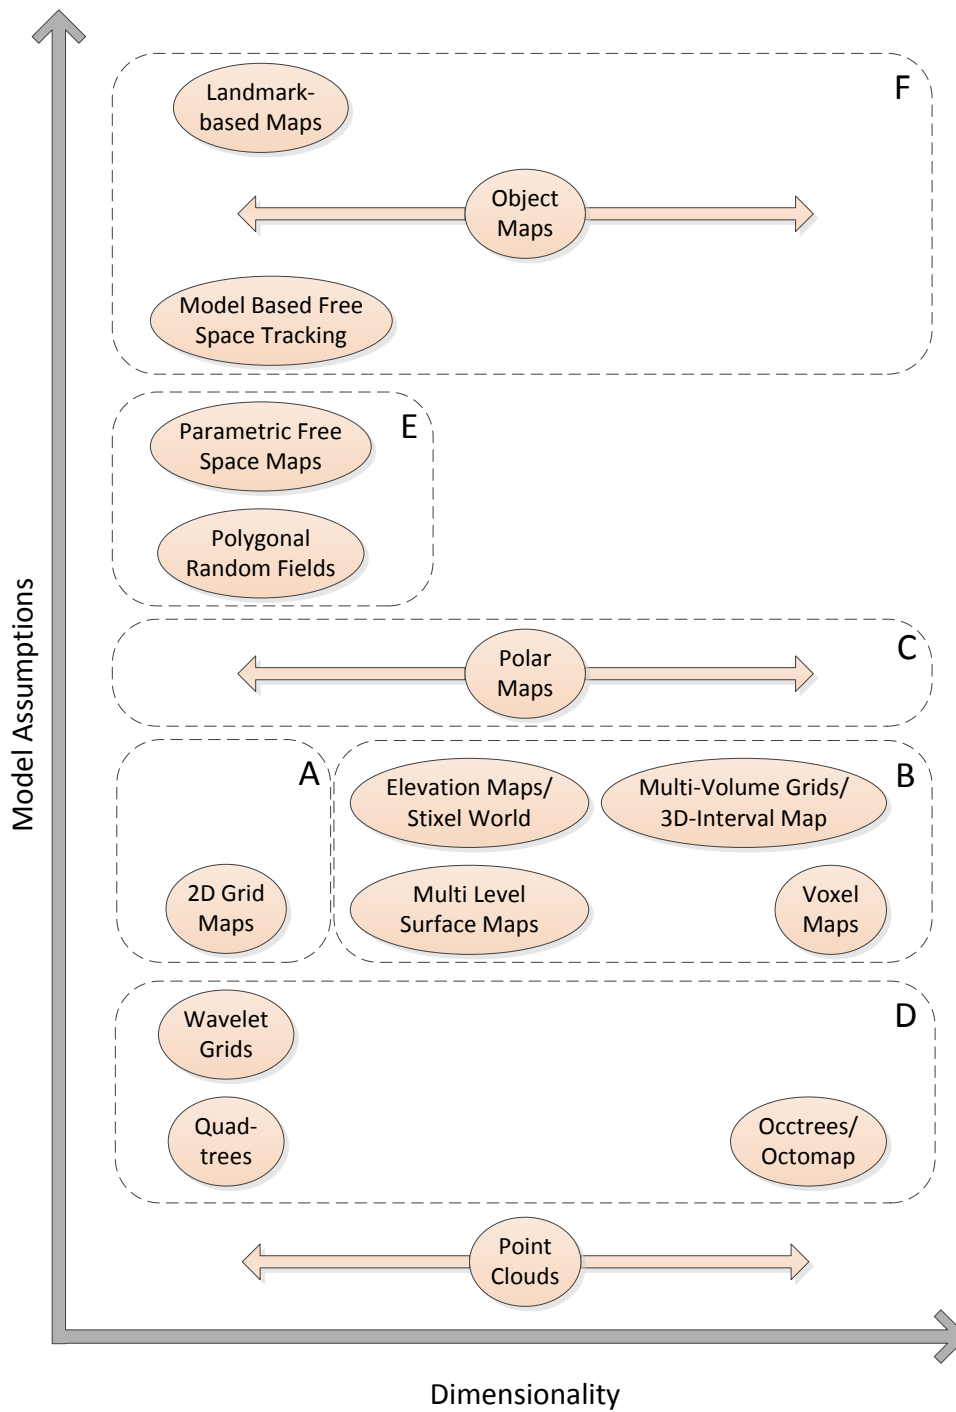 F
Landmark-
based Maps
Object
Maps
Model Based Free
Space Tracking
E
Parametric Free
Space Maps
Polygonal
Random Fields
C
Polar
Maps
A
2D Grid
Maps
B
Elevation Maps/
Stixel World
Multi-Volume Grids/
3D-Interval Map
Multi Level
Surface Maps
Voxel
Maps
D
Wavelet
Grids
Quad-
trees
Occtrees/
Octomap
Point
Clouds
Model Assumptions
Dimensionality